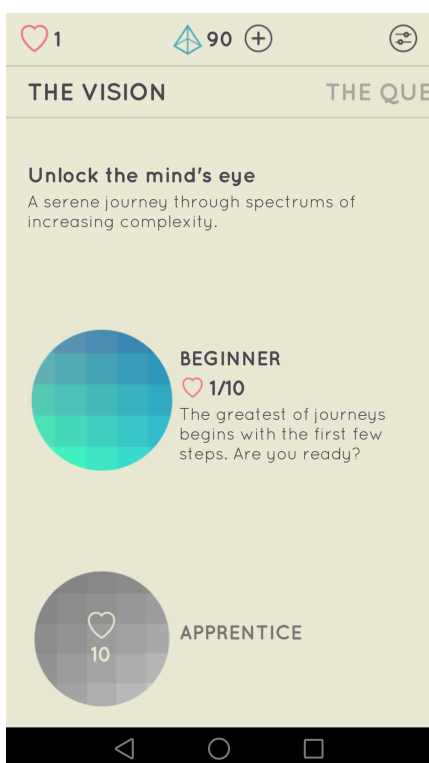 1 90
THE VISION THE QUE
Unlock the mind's eye
A serene journey through spectrums of
increasing complexity.
BEGINNER
1/10
The greatest of journeys
begins with the first few
steps. Are you ready?
10
APPRENTICE